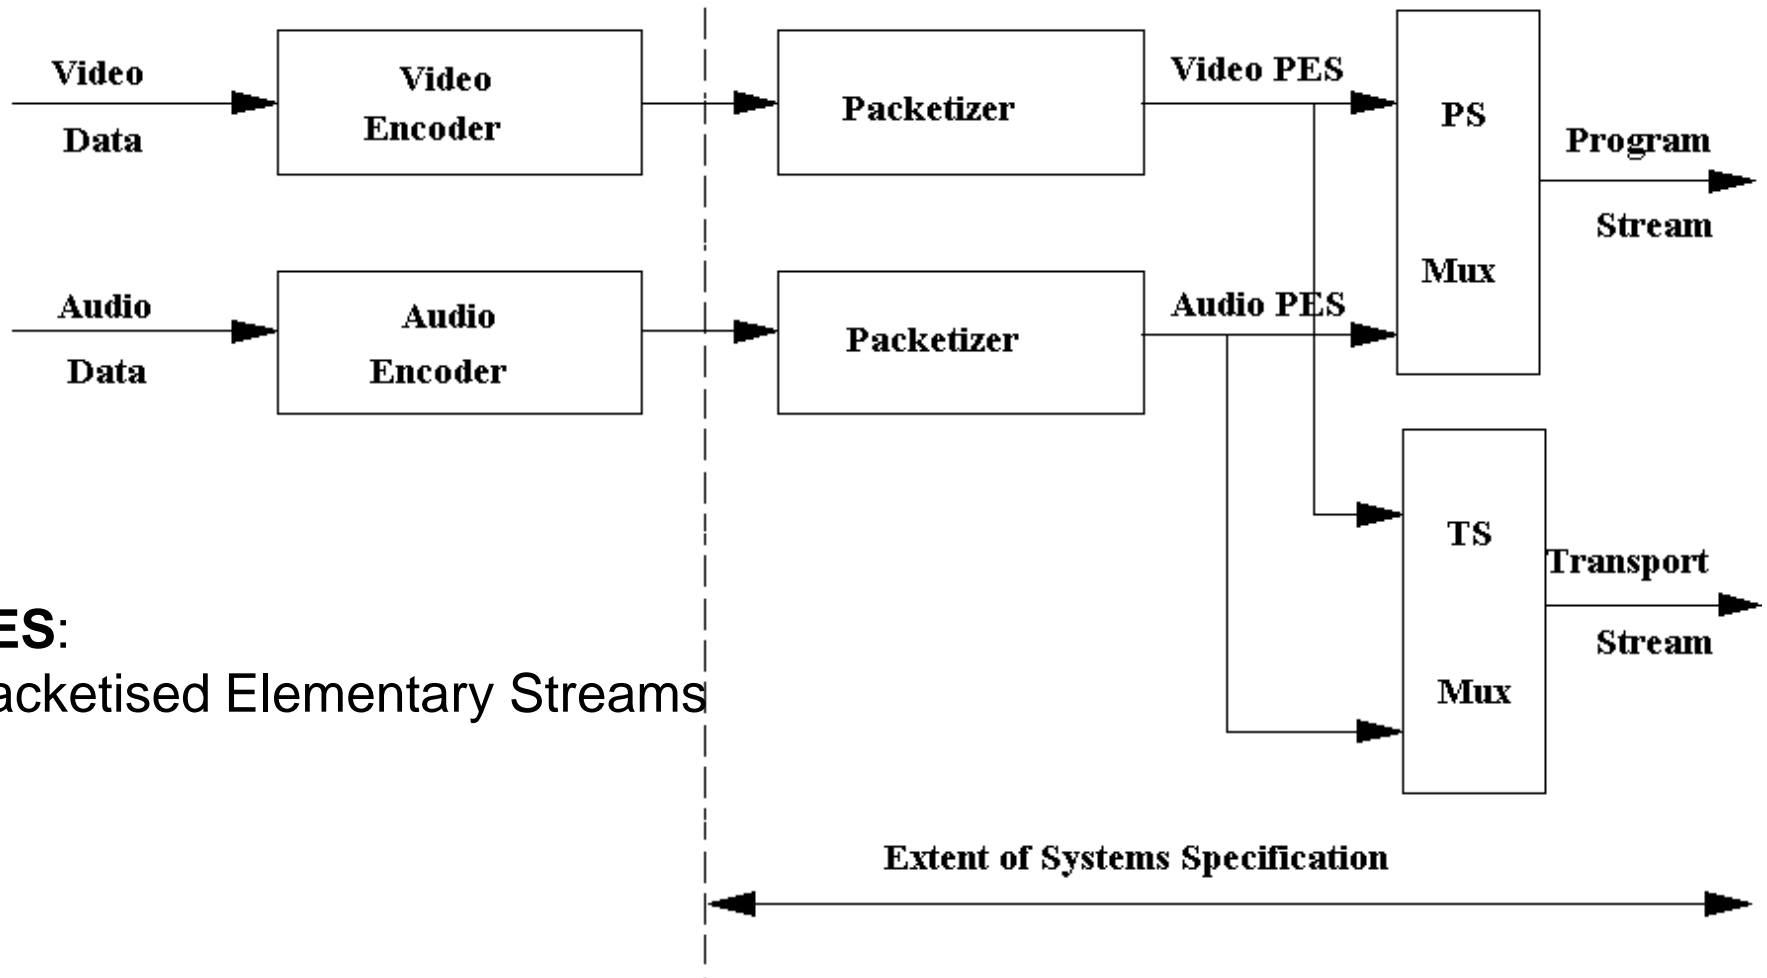 Video
Data
Video
Encoder
Packetizer
Video PES
PS
Mux
Program
Stream
Audio
Data
Audio
Encoder
Packetizer
Audio PES
TS
Mux
Transport
Stream
ES:
acketised Elementary Streams
Extent of Systems Specification